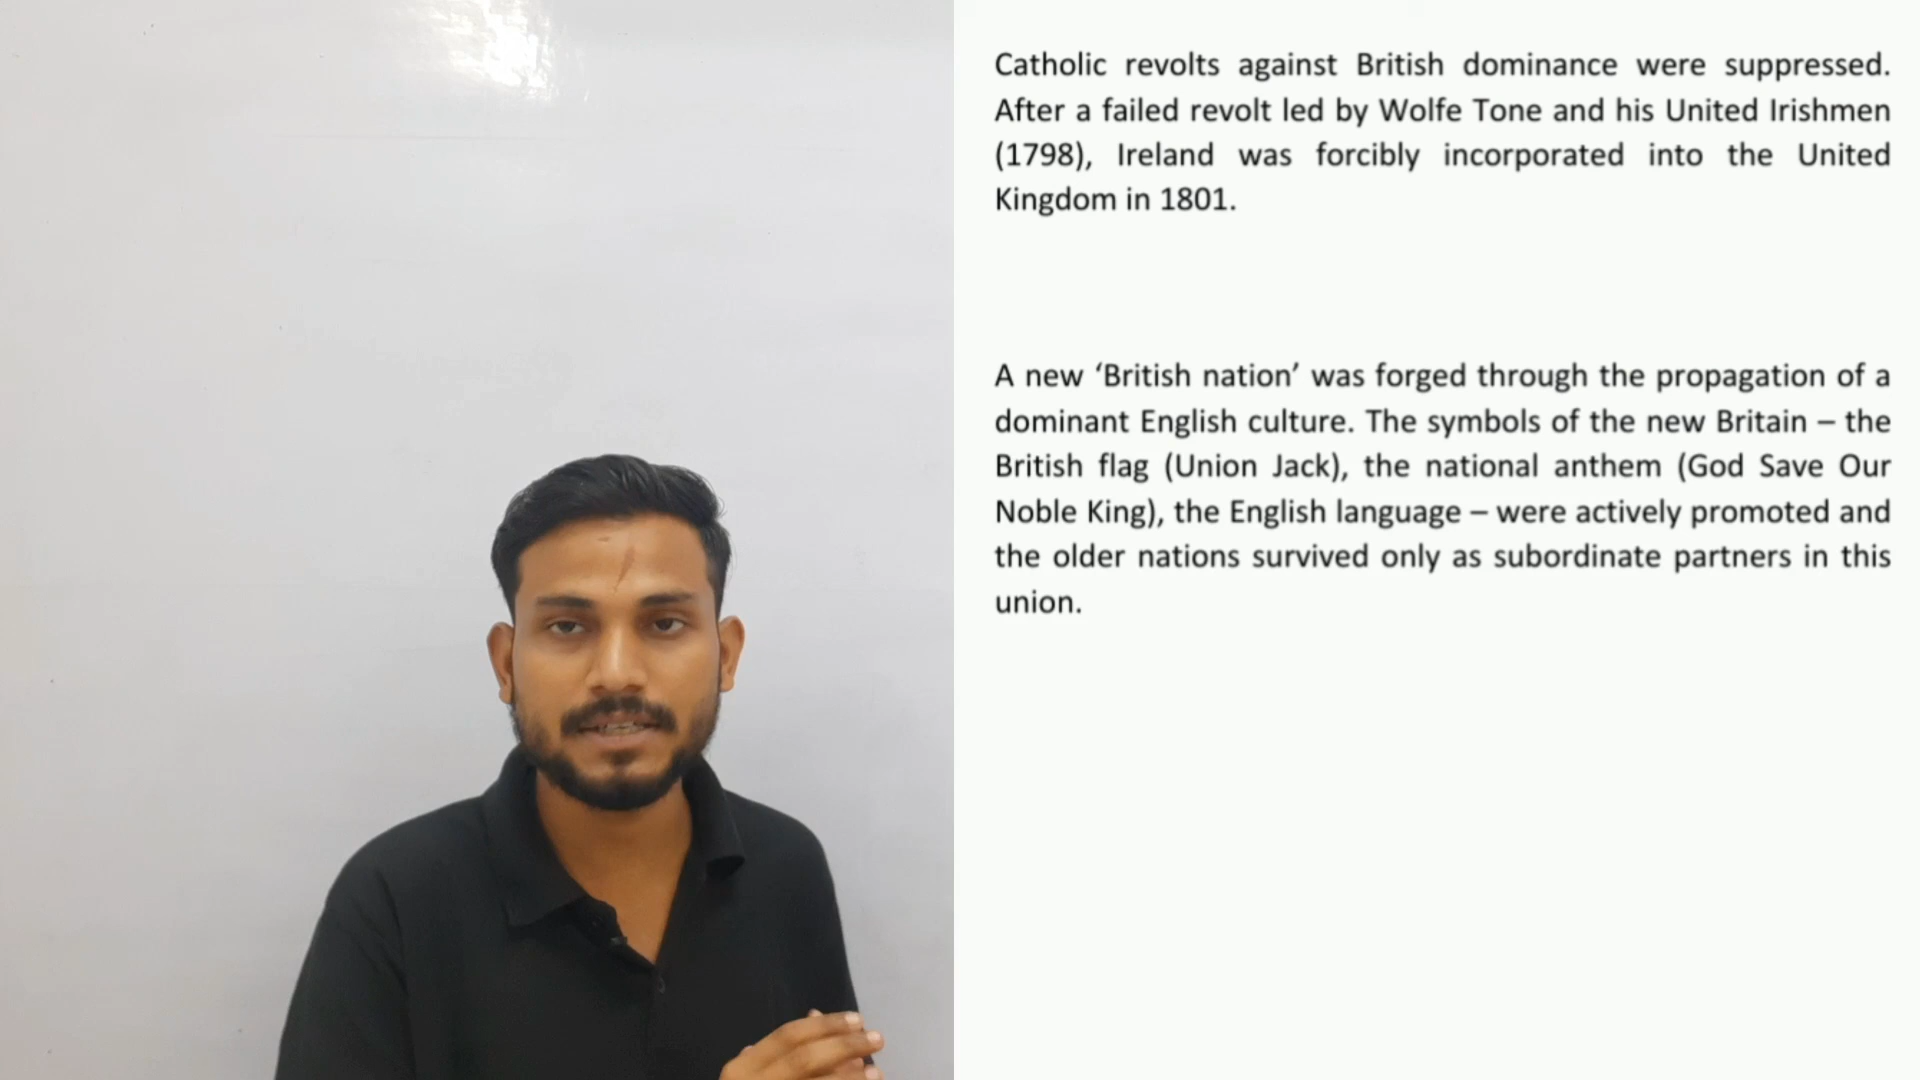 Catholic revolts against British dominance were suppressed.
After a failed revolt led by Wolfe Tone and his United Irishmen
(1798), Ireland was forcibly incorporated into the United
Kingdom in 1801.
A new ‘British nation’ was forged through the propagation of a
dominant English culture. The symbols of the new Britain – the
British flag (Union Jack), the national anthem (God Save Our
Noble King), the English language – were actively promoted and
the older nations survived only as subordinate partners in this
union.